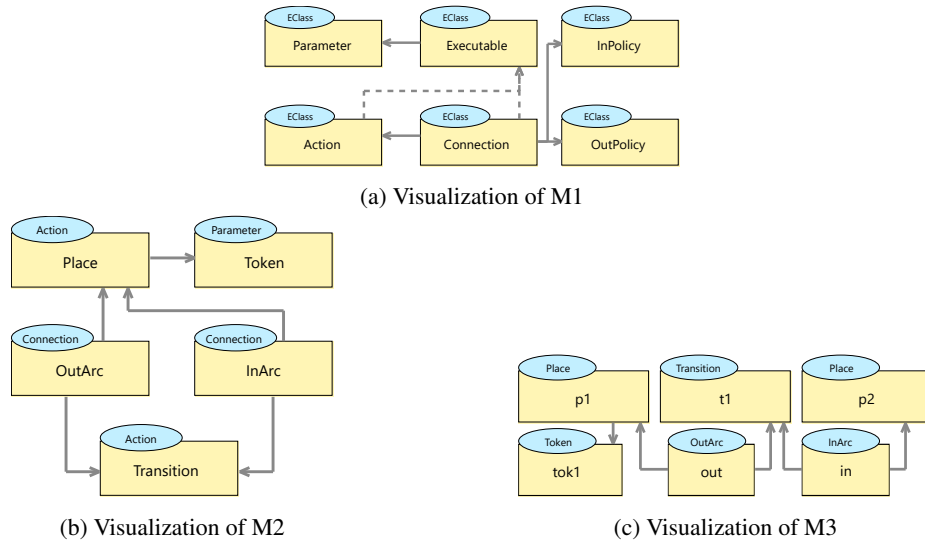 EClass
Parameter
EClass
Executable
EClass
InPolicy
EClass
Action
EClass
Connection
EClass
OutPolicy
(a) Visualization of M1
Action
Place
Parameter
Token
Connection
OutArc
Connection
InArc
Action
Transition
(b) Visualization of M2
Place
p1
Transition
t1
Place
p2
Token
tok1
OutArc
out
InArc
in
(c) Visualization of M3